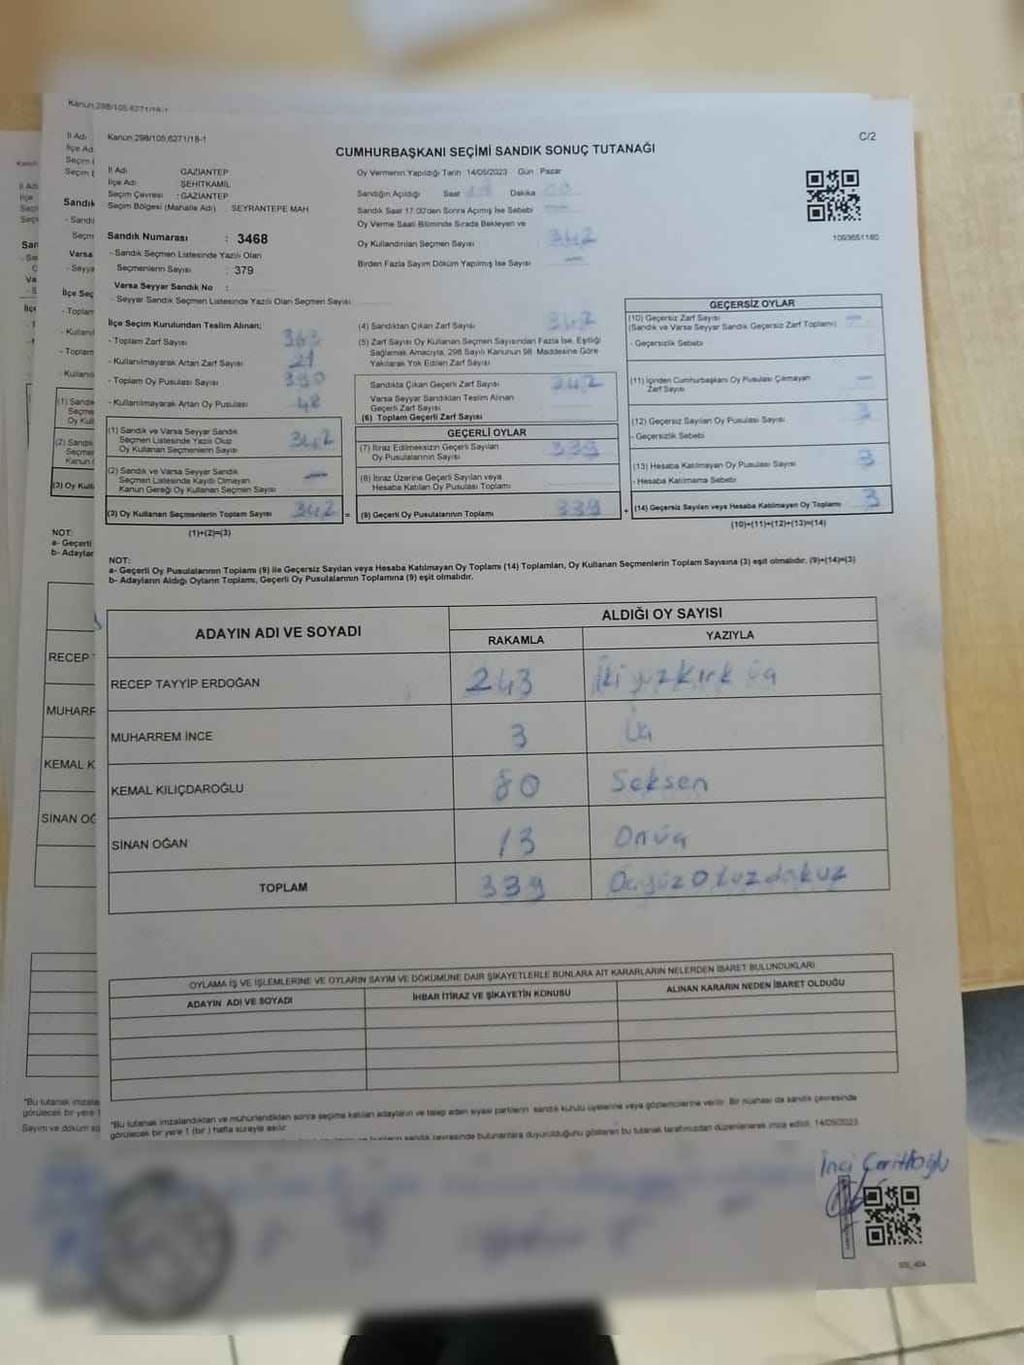 Kanun.298/105,6271/18-1
C/2
CUMHURBAŞKANI SEÇİMİ SANDIK SONUÇ TUTANAĞI
İl Adı GAZİANTEP
İlçe Adı ŞEHİTKAMİL
Seçim Çevresi : GAZİANTEP
Seçim Bölgesi (Mahalle Adı) SEYRANTEPE MAH
Oy Vermenin Yapıldığı Tarih 14/05/2023 Gün Pazar
Sandığın Açıldığı Saat Dakika
Sandık Saat 17:00'den Sonra Açmış İse Sebebi
Oy Verme Saati Bitiminde Sırada Bekleyen ve
Oy Kullandırılan Seçmen Sayısı : 342
Birden Fazla Sayım Döküm Yapılmış İse Sayısı —
1093651180
Sandık Numarası : 3468
- Sandık Seçmen Listesinde Yazılı Olan
Seçmenlerin Sayısı : 379
Varsa Seyyar Sandık No :
- Seyyar Sandık Seçmen Listesinde Yazılı Olan Seçmen Sayısı
İlçe Seçim Kurulundan Teslim Alınan;
- Toplam Zarf Sayısı 363
- Kullanılmayarak Artan Zarf Sayısı 21
- Toplam Oy Pusulası Sayısı 390
- Kullanılmayarak Artan Oy Pusulası 48
(1) Sandık ve Varsa Seyyar Sandık
Seçmen Listesinde Yazılı Olup
Oy Kullanan Seçmenlerin Sayısı 342
(2) Sandık ve Varsa Seyyar Sandık
Seçmen Listesinde Kayıtlı Olmayan
Kanun Gereği Oy Kullanan Seçmen Sayısı —
(3) Oy Kullanan Seçmenlerin Toplam Sayısı 342 =
(1)+(2)=(3)
(4) Sandıktan Çıkan Zarf Sayısı 342
(5) Zarf Sayısı Oy Kullanan Seçmen Sayısından Fazla İse, Eşitliği
Sağlamak Amacıyla, 298 Sayılı Kanunun 98. Maddesine Göre
Yakılarak Yok Edilen Zarf Sayısı
Sandıkta Çıkan Geçerli Zarf Sayısı 342
Varsa Seyyar Sandıktan Teslim Alınan
Geçerli Zarf Sayısı
(6) Toplam Geçerli Zarf Sayısı
GEÇERLİ OYLAR
(7) İtiraz Edilmeksizin Geçerli Sayılan
Oy Pusulalarının Sayısı 339
(8) İtiraz Üzerine Geçerli Sayılan veya
Hesaba Katılan Oy Pusulası Toplamı
(9) Geçerli Oy Pusulalarının Toplamı 339 +
GEÇERSİZ OYLAR
(10) Geçersiz Zarf Sayısı —
(Sandık ve Varsa Seyyar Sandık Geçersiz Zarf Toplamı)
- Geçersizlik Sebebi
(11) İçinden Cumhurbaşkanı Oy Pusulası Çıkmayan
Zarf Sayısı —
(12) Geçersiz Sayılan Oy Pusulası Sayısı 3
- Geçersizlik Sebebi
(13) Hesaba Katılmayan Oy Pusulası Sayısı 3
- Hesaba Katılmama Sebebi
(14) Geçersiz Sayılan veya Hesaba Katılmayan Oy Toplamı 3
(10)+(11)+(12)+(13)=(14)
NOT:
a- Geçerli Oy Pusulalarının Toplamı (9) ile Geçersiz Sayılan veya Hesaba Katılmayan Oy Toplamı (14) Toplamları, Oy Kullanan Seçmenlerin Toplam Sayısına (3) eşit olmalıdır. (9)+(14)=(3)
b- Adayların Aldığı Oyların Toplamı, Geçerli Oy Pusulalarının Toplamına (9) eşit olmalıdır.
ADAYIN ADI VE SOYADI ALDIĞI OY SAYISI
RAKAMLA YAZIYLA
RECEP TAYYİP ERDOĞAN 243 İkiyüzkırk üç
MUHARREM İNCE 3 Üç
KEMAL KILIÇDAROĞLU 80 Seksen
SİNAN OĞAN 13 Onüç
TOPLAM 339 Üçyüz Otuzdokuz
OYLAMA İŞ VE İŞLEMLERİNE VE OYLARIN SAYIM VE DÖKÜMÜNE DAİR ŞİKAYETLERLE BUNLARA AİT KARARLARIN NELERDEN İBARET BULUNDUKLARI
ADAYIN ADI VE SOYADI İHBAR İTİRAZ VE ŞİKAYETİN KONUSU ALINAN KARARIN NEDEN İBARET OLDUĞU
*Bu tutanak imzalandıktan ve mühürlendikten sonra seçime katılan adayların ve talep eden siyasi partilerin sandık kurulu üyelerine veya gözlemcilerine verilir. Bir nüshası da sandık çevresinde
görülecek bir yere 1 (bir) hafta süreyle asılır.
bulunanlara duyurulduğunu gösteren bu tutanak tarafımızdan düzenlenerek imza edildi. 14/05/2023
İnci